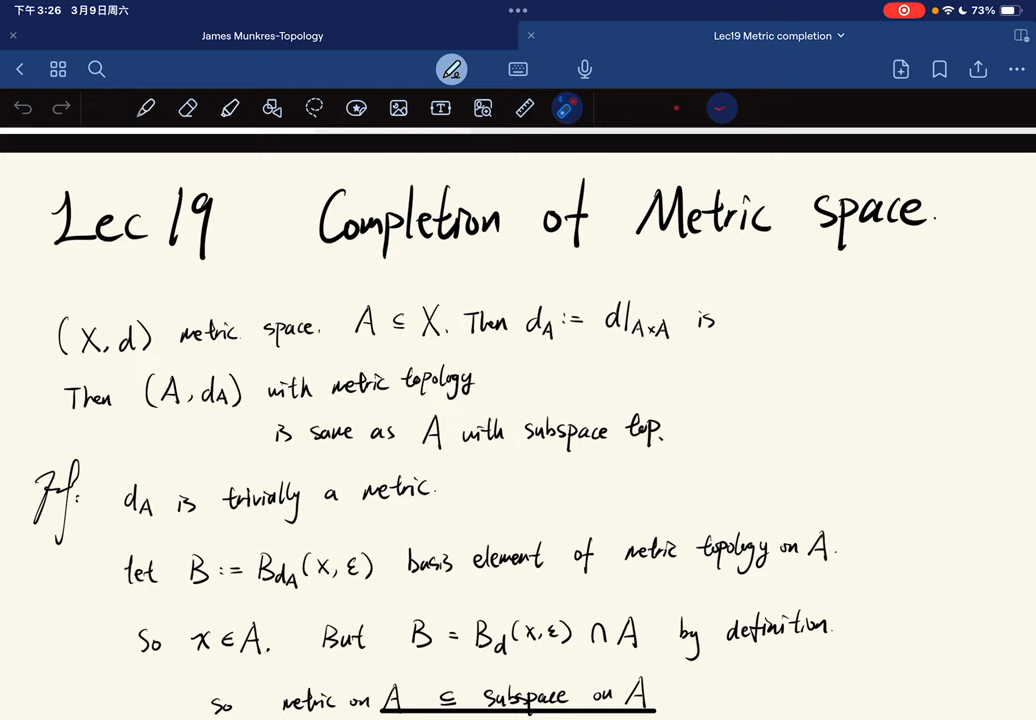 下午3:26 3月9日周六
73%
James Munkres-Topology
Lec19 Metric completion
Lec 19 Completion of Metric space.
(X, d) metric space. A ⊆ X. Then d_A := d|_{A×A} is
Then (A, d_A) with metric topology
is same as A with subspace top.
Pf:
d_A is trivially a metric.
let B := B_{d_A}(x, ε) basis element of metric topology on A.
So x ∈ A. But B = B_d(x, ε) ∩ A by definition.
so metric on A ⊆ subspace on A